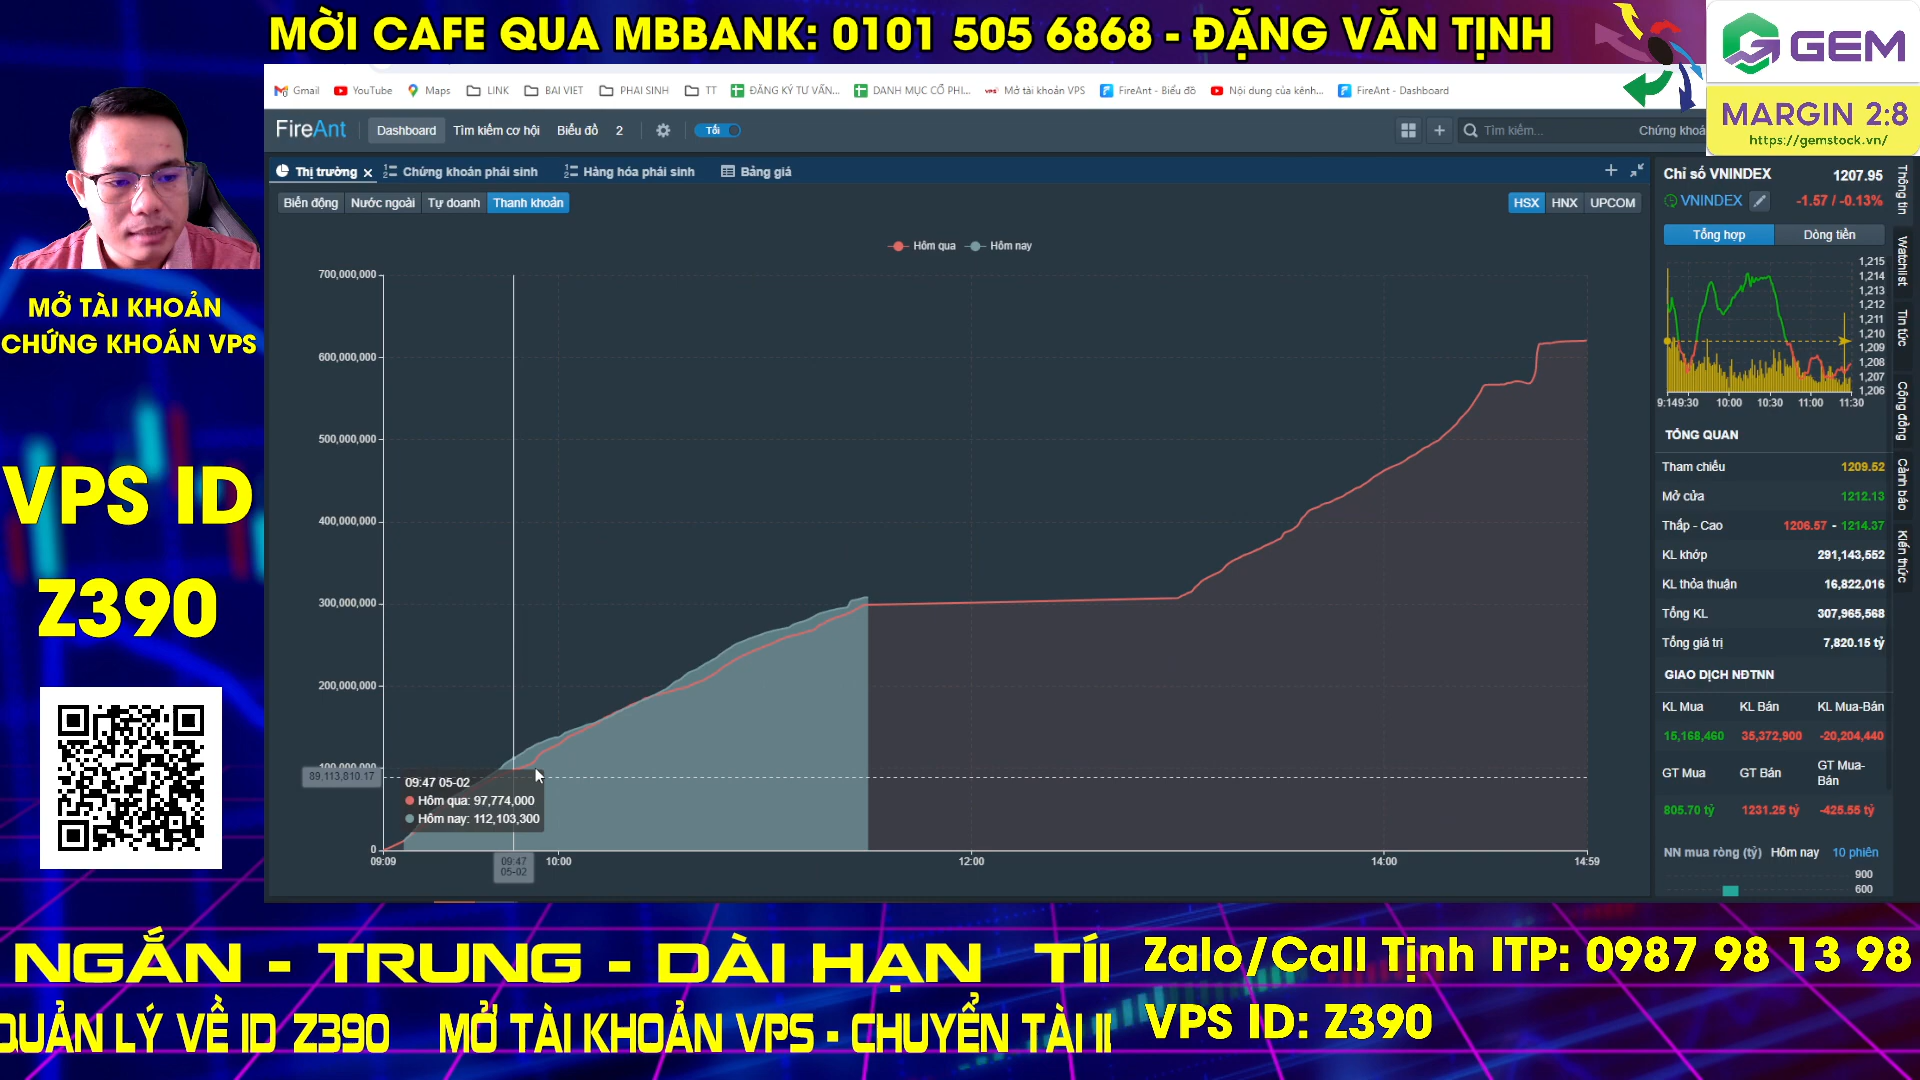 MỜI CAFE QUA MBBANK: 0101 505 6868 - ĐẶNG VĂN TỊNH
GEM
MARGIN 2:8
https://gemstock.vn/
Gmail YouTube Maps LINK BAI VIET PHAI SINH TT ĐĂNG KÝ TƯ VẤN... DANH MỤC CỔ PHI... Mở tài khoản VPS FireAnt - Biểu đồ Nội dung của kênh... FireAnt - Dashboard
FireAnt Dashboard Tìm kiếm cơ hội Biểu đồ 2 Tối Tìm kiếm... Chứng khoá
Thị trường Chứng khoán phái sinh Hàng hóa phái sinh Bảng giá
Biến động Nước ngoài Tự doanh Thanh khoản HSX HNX UPCOM
Hôm qua Hôm nay
700,000,000
600,000,000
500,000,000
400,000,000
300,000,000
200,000,000
89,113,810.17
0
09:47 05-02
Hôm qua: 97,774,000
Hôm nay: 112,103,300
09:09 10:00 12:00 14:00 14:59
09:47
05-02
Chỉ số VNINDEX 1207.95
VNINDEX -1.57 / -0.13%
Tổng hợp Dòng tiền
1,215
1,214
1,213
1,212
1,211
1,210
1,209
1,208
1,207
1,206
9:14 9:30 10:00 10:30 11:00 11:30
TỔNG QUAN
Tham chiếu 1209.52
Mở cửa 1212.13
Thấp - Cao 1206.57 - 1214.37
KL khớp 291,143,552
KL thỏa thuận 16,822,016
Tổng KL 307,965,568
Tổng giá trị 7,820.15 tỷ
GIAO DỊCH NĐTNN
KL Mua KL Bán KL Mua-Bán
15,168,460 35,372,900 -20,204,440
GT Mua GT Bán GT Mua-Bán
805.70 tỷ 1231.25 tỷ -425.55 tỷ
NN mua ròng (tỷ) Hôm nay 10 phiên
900
600
Thông tin
Watchlist
Tin tức
Cộng đồng
Cảnh báo
Kiến thức
MỞ TÀI KHOẢN
CHỨNG KHOÁN VPS
VPS ID
Z390
NGẮN - TRUNG - DÀI HẠN
QUẢN LÝ VỀ ID Z390 MỞ TÀI KHOẢN VPS - CHUYỂN TÀI
Zalo/Call Tịnh ITP: 0987 98 13 98
VPS ID: Z390